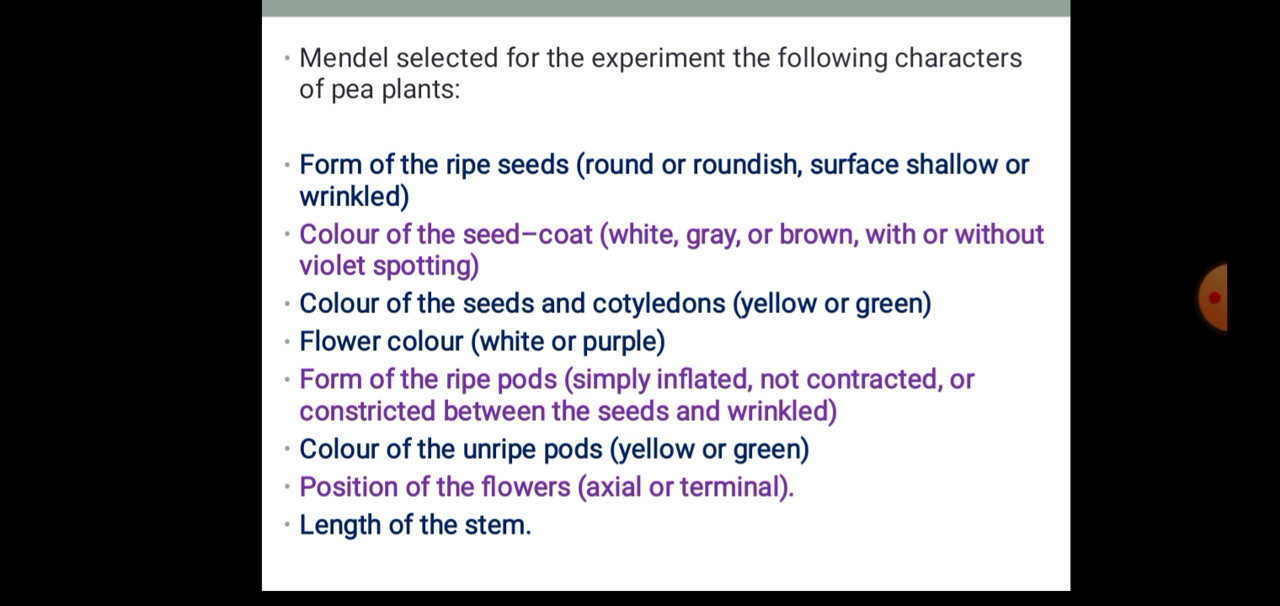 • Mendel selected for the experiment the following characters
of pea plants:
• Form of the ripe seeds (round or roundish, surface shallow or
wrinkled)
• Colour of the seed–coat (white, gray, or brown, with or without
violet spotting)
• Colour of the seeds and cotyledons (yellow or green)
• Flower colour (white or purple)
• Form of the ripe pods (simply inflated, not contracted, or
constricted between the seeds and wrinkled)
• Colour of the unripe pods (yellow or green)
• Position of the flowers (axial or terminal).
• Length of the stem.